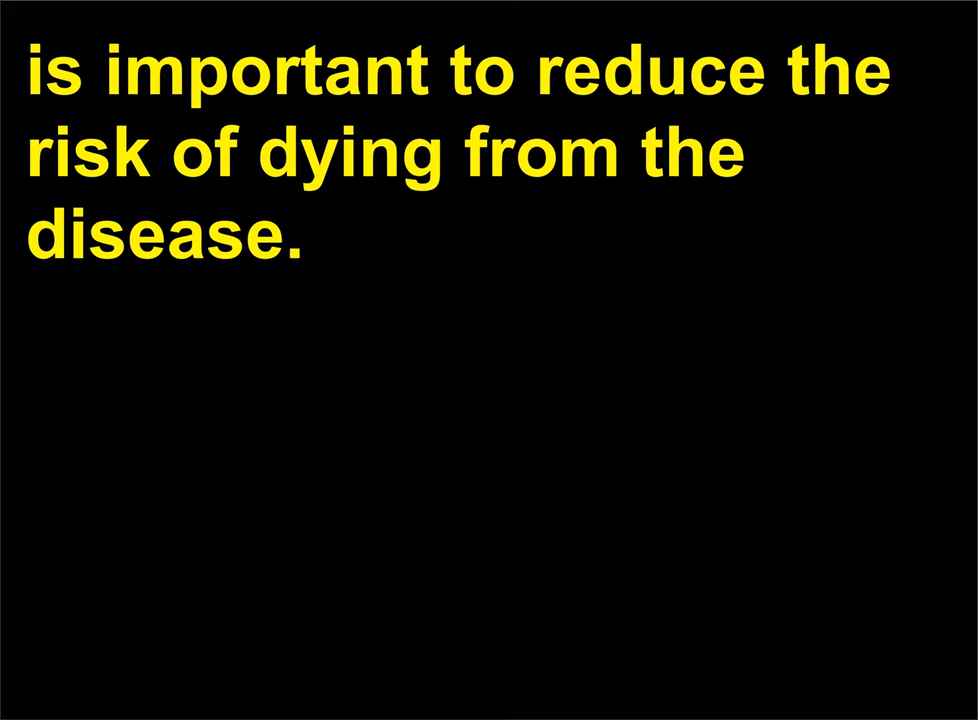 is important to reduce the
risk of dying from the
disease.